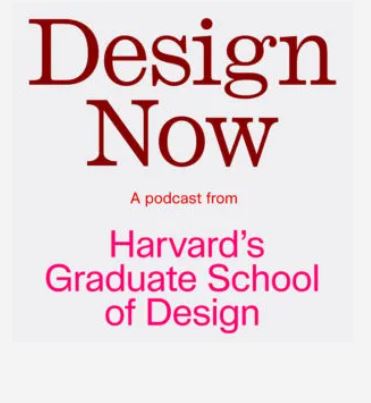 Design
Now
A podcast from
Harvard’s
Graduate School
of Design